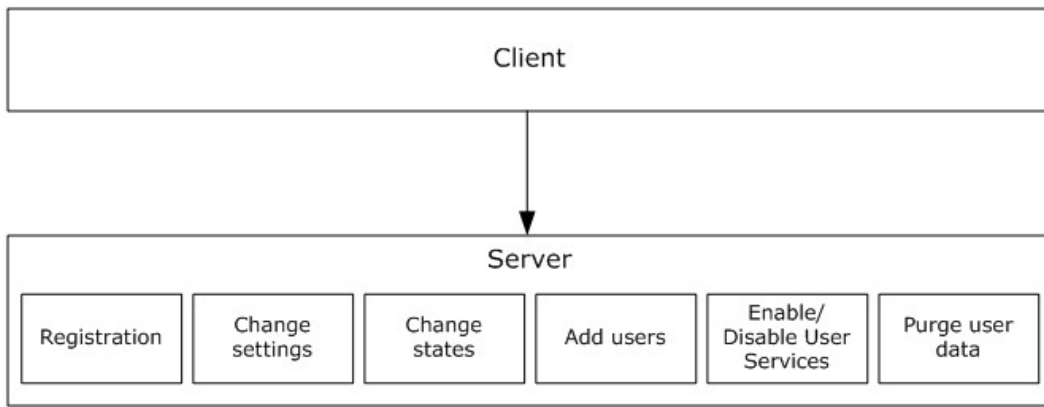 Client
Server
Registration
Change
settings
Change
states
Add users
Enable/
Disable User
Services
Purge user
data